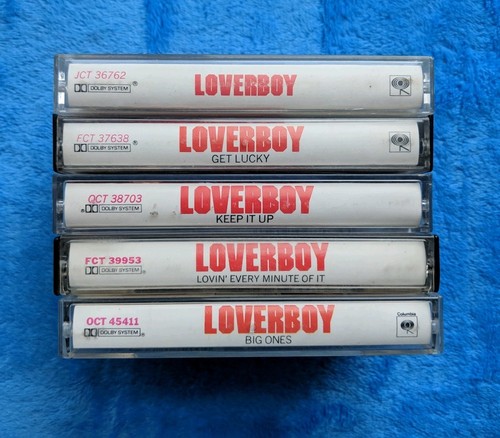 JCT 36762
DOLBY SYSTEM ®
LOVERBOY
FCT 37638
DOLBY SYSTEM ®
LOVERBOY
GET LUCKY
QCT 38703
® DOLBY SYSTEM
LOVERBOY
KEEP IT UP
FCT 39953
DOLBY SYSTEM ®
LOVERBOY
LOVIN' EVERY MINUTE OF IT
OCT 45411
DOLBY SYSTEM ®
LOVERBOY
BIG ONES
Columbia